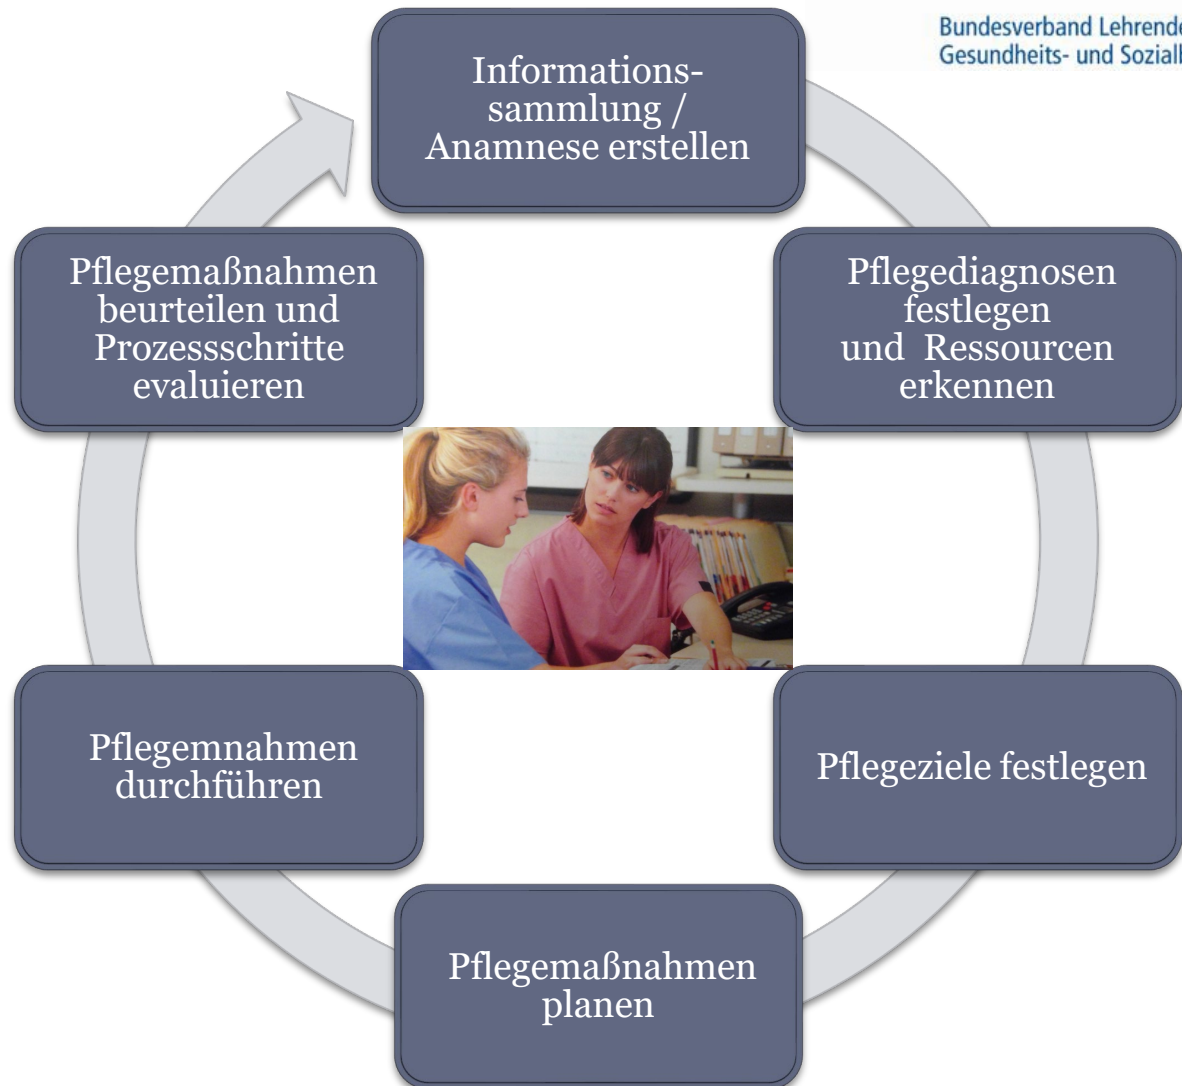 Bundesverband Lehrende
Gesundheits- und
Informations-
sammlung /
Anamnese erstellen
Pflegediagnosen
festlegen
und Ressourcen
erkennen
Pflegeziele festlegen
Pflegemaßnahmen
planen
Pflegemnahmen
durchführen
Pflegemaßnahmen
beurteilen und
Prozessschritte
evaluieren